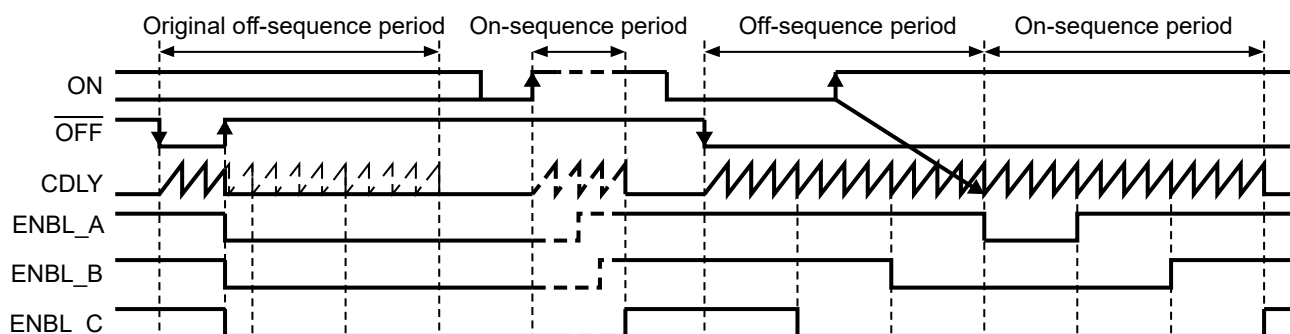 Original off-sequence period On-sequence period Off-sequence period On-sequence period
ON
OFF
CDLY
ENBL_A
ENBL_B
ENBL_C